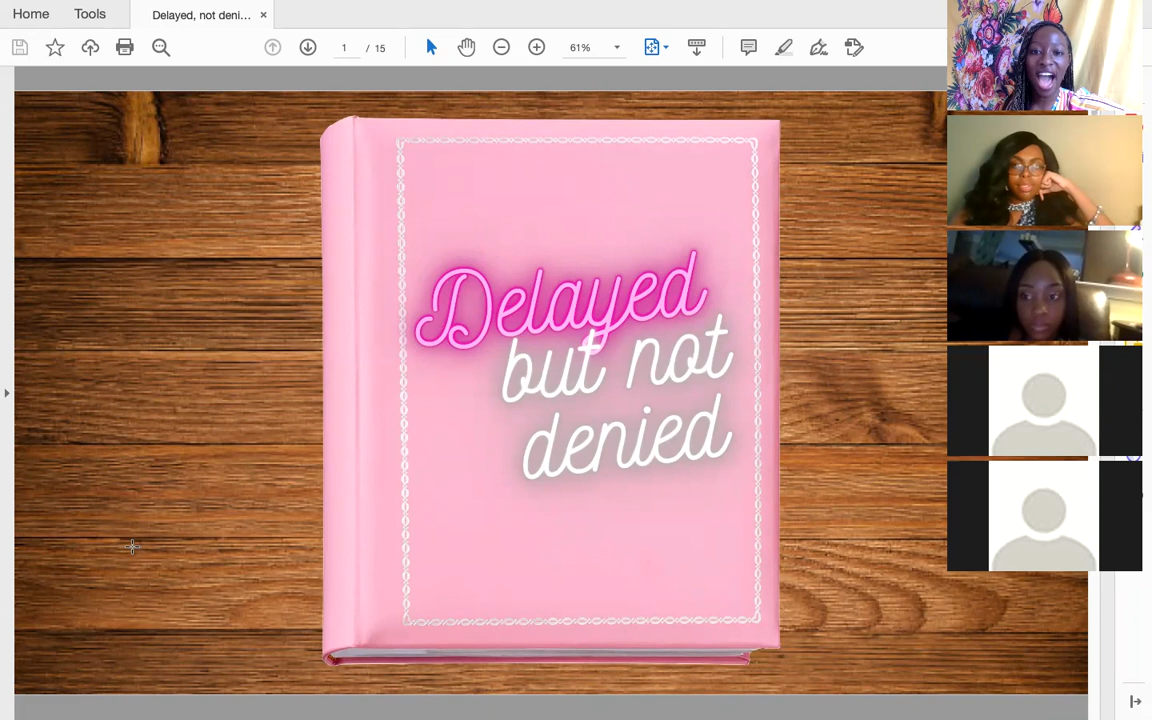 Home
Tools
Delayed, not deni...
1 / 15
61%
Delayed
but not
denied